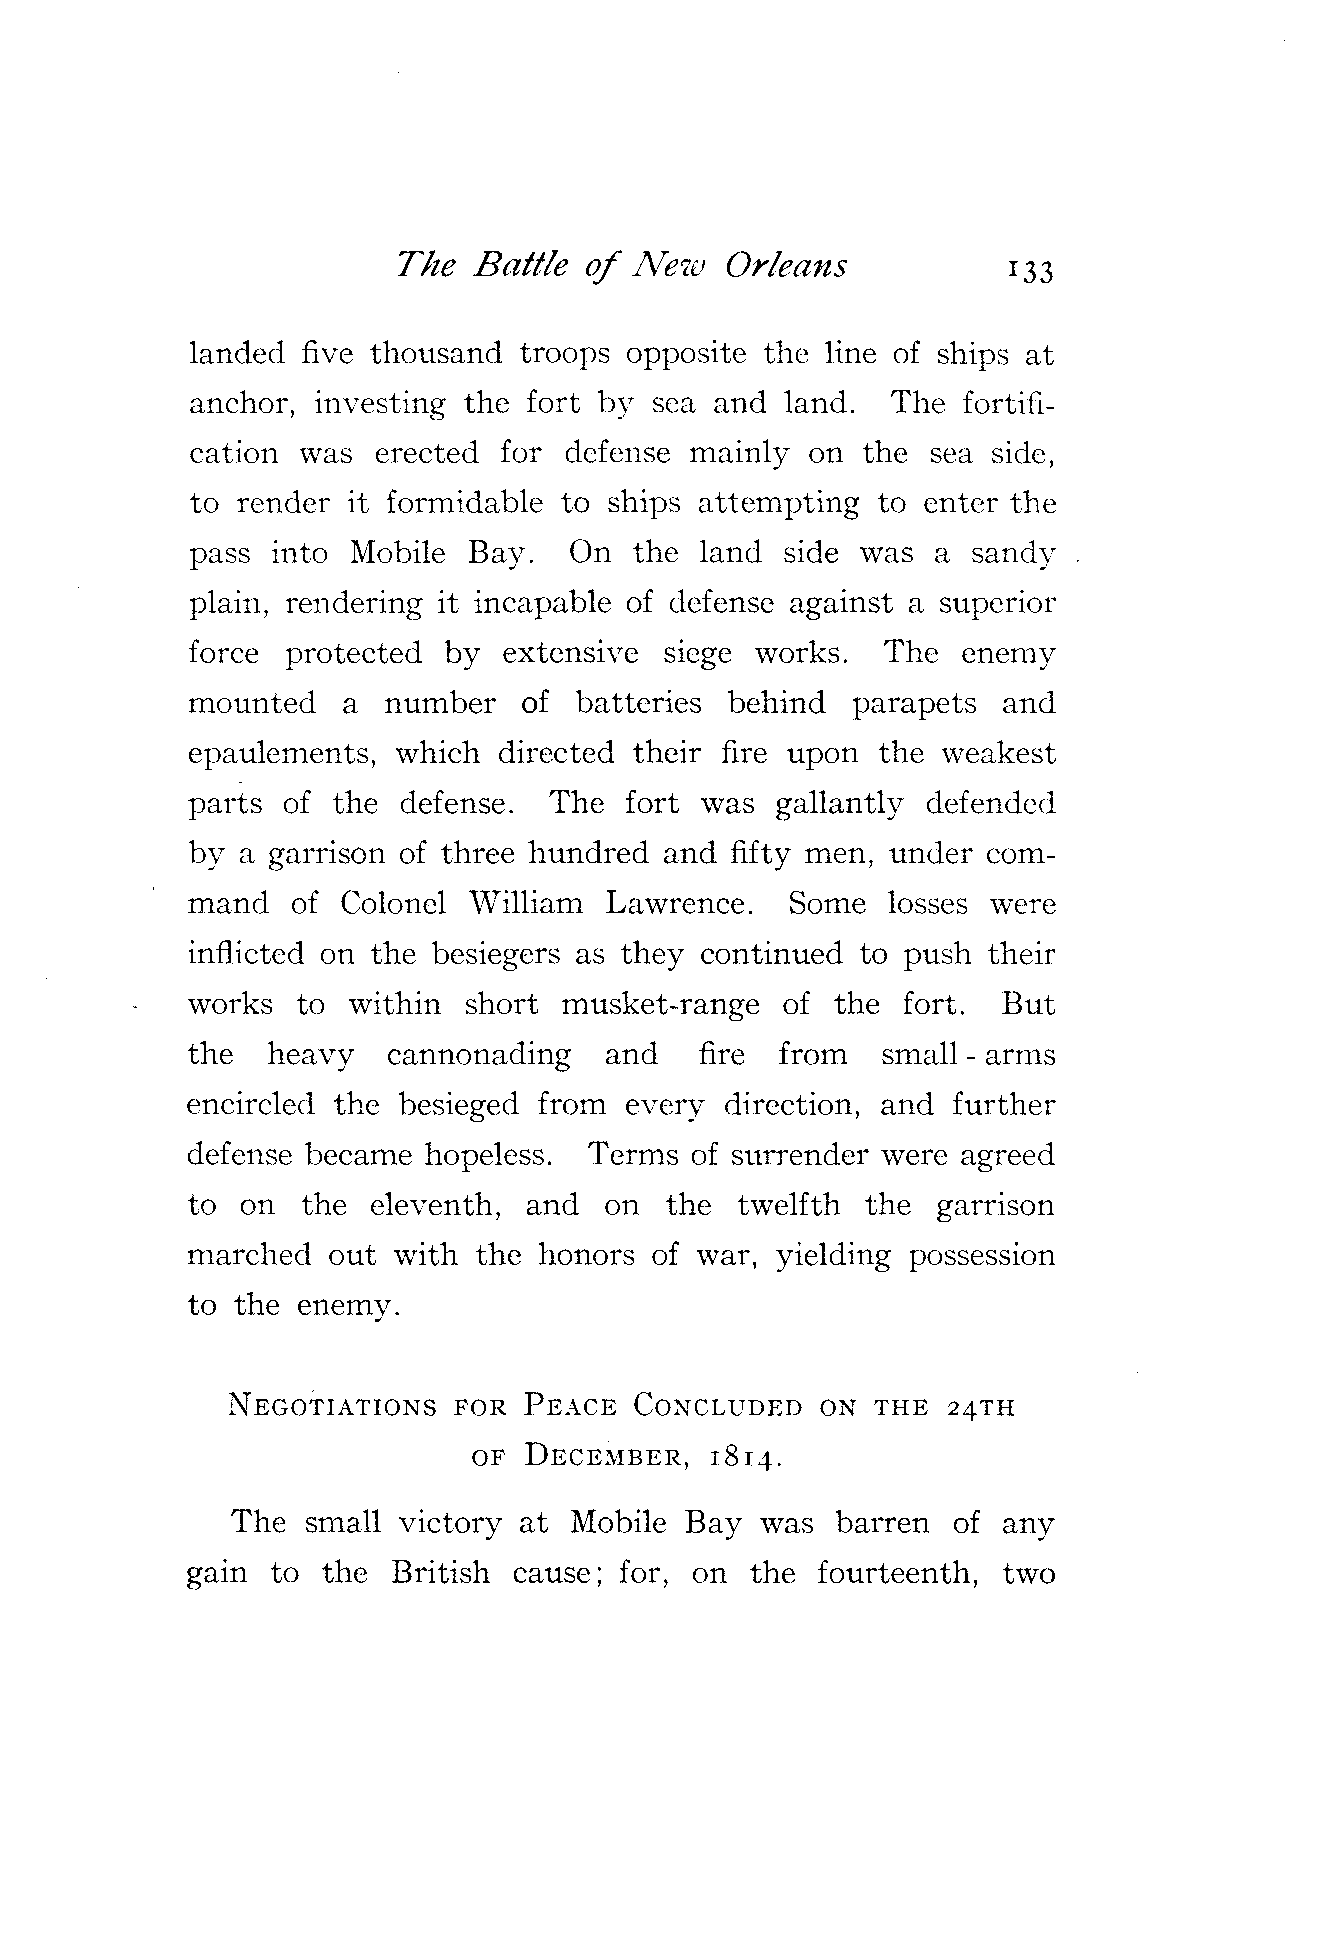 The Battle of New Orleans 133
landed five thousand troops opposite the line of ships at
anchor, investing the fort by sea and land. The fortifi-
cation was erected for defense mainly on the sea side,
to render it formidable to ships attempting to enter the
pass into Mobile Bay. On the land side was a sandy
plain, rendering it incapable of defense against a superior
force protected by extensive siege works. The enemy
mounted a number of batteries behind parapets and
epaulements, which directed their fire upon the weakest
parts of the defense. The fort was gallantly defended
by a garrison of three hundred and fifty men, under com-
mand of Colonel William Lawrence. Some losses were
inflicted on the besiegers as they continued to push their
works to within short musket-range of the fort. But
the heavy cannonading and fire from small-arms
encircled the besieged from every direction, and further
defense became hopeless. Terms of surrender were agreed
to on the eleventh, and on the twelfth the garrison
marched out with the honors of war, yielding possession
to the enemy.
Negotiations for Peace Concluded on the 24th
of December, 1814.
The small victory at Mobile Bay was barren of any
gain to the British cause; for, on the fourteenth, two